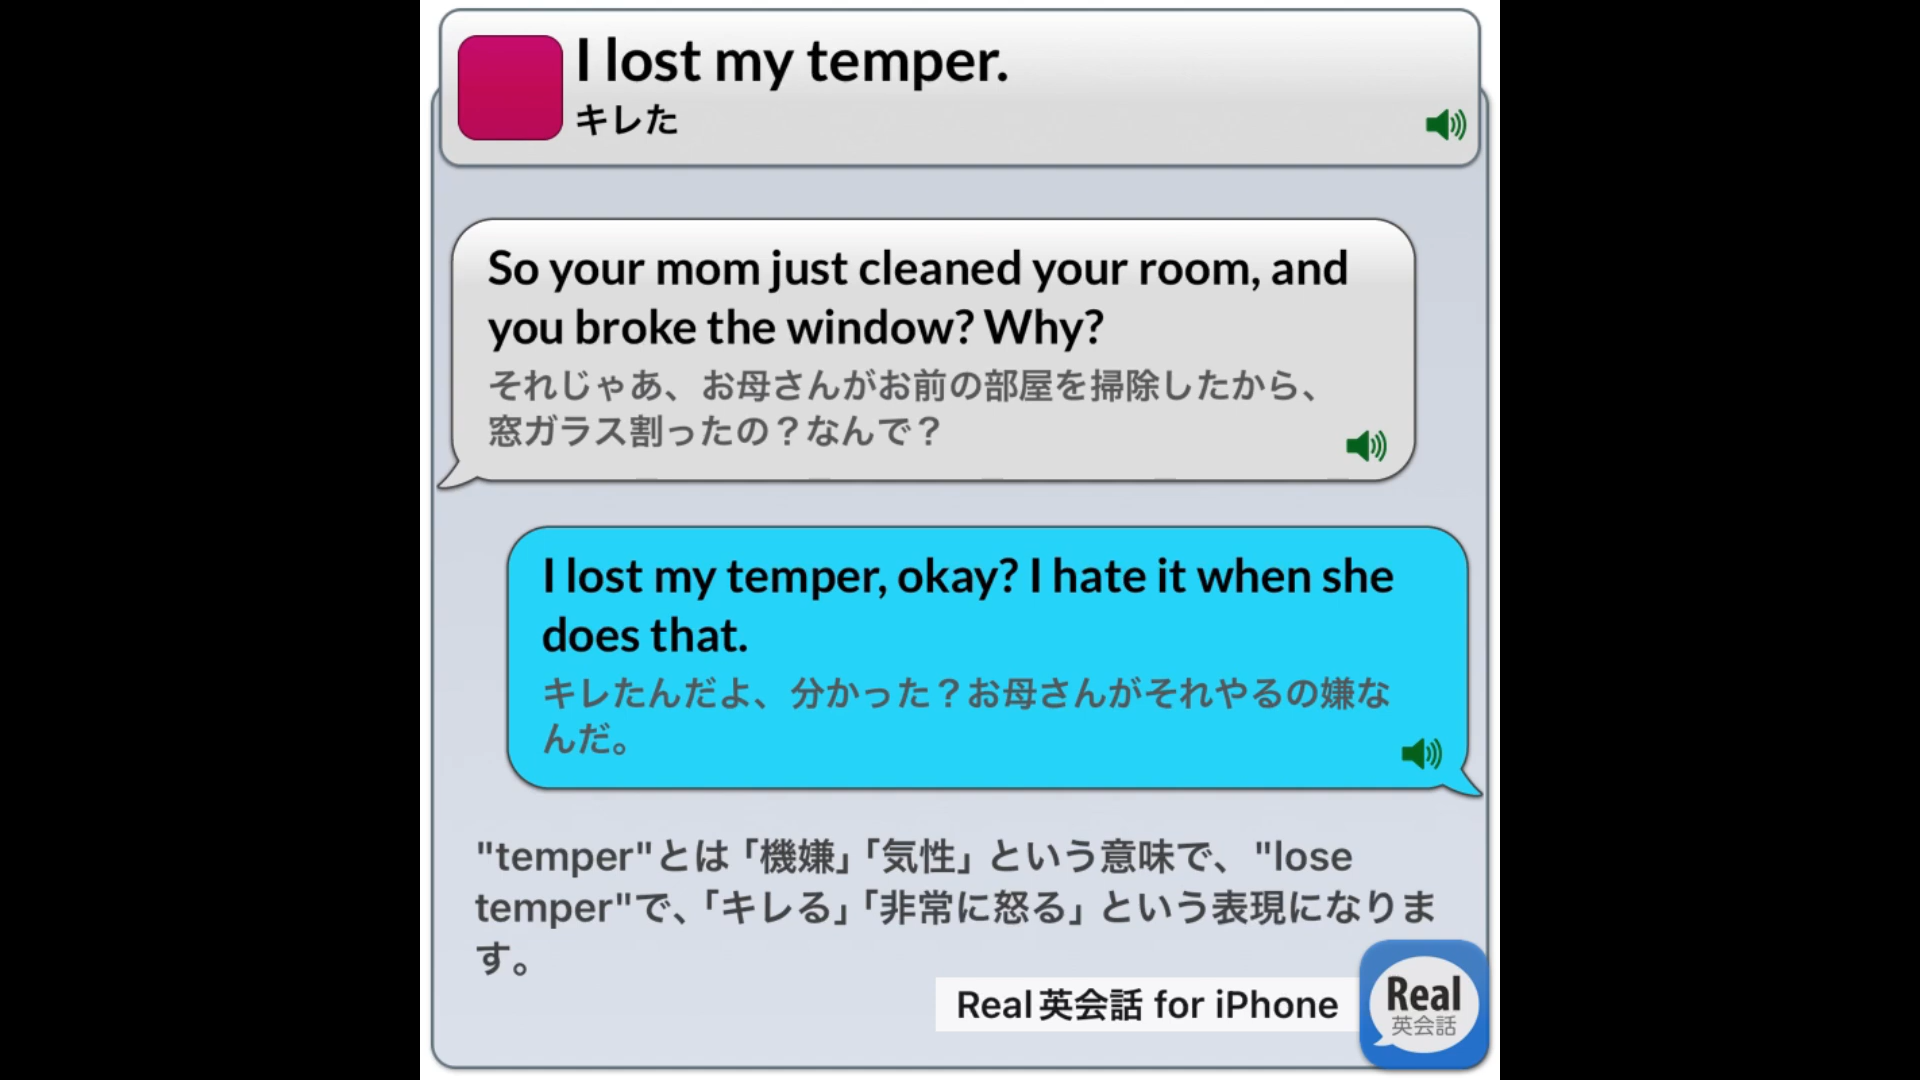 I lost my temper.
キレた
So your mom just cleaned your room, and
you broke the window? Why?
それじゃあ、お母さんがお前の部屋を掃除したから、
窓ガラス割ったの？なんで？
I lost my temper, okay? I hate it when she
does that.
キレたんだよ、分かった？お母さんがそれやるの嫌な
んだ。
"temper"とは「機嫌」「気性」という意味で、"lose
temper"で、「キレる」「非常に怒る」という表現になりま
す。
Real英会話 for iPhone
Real
英会話